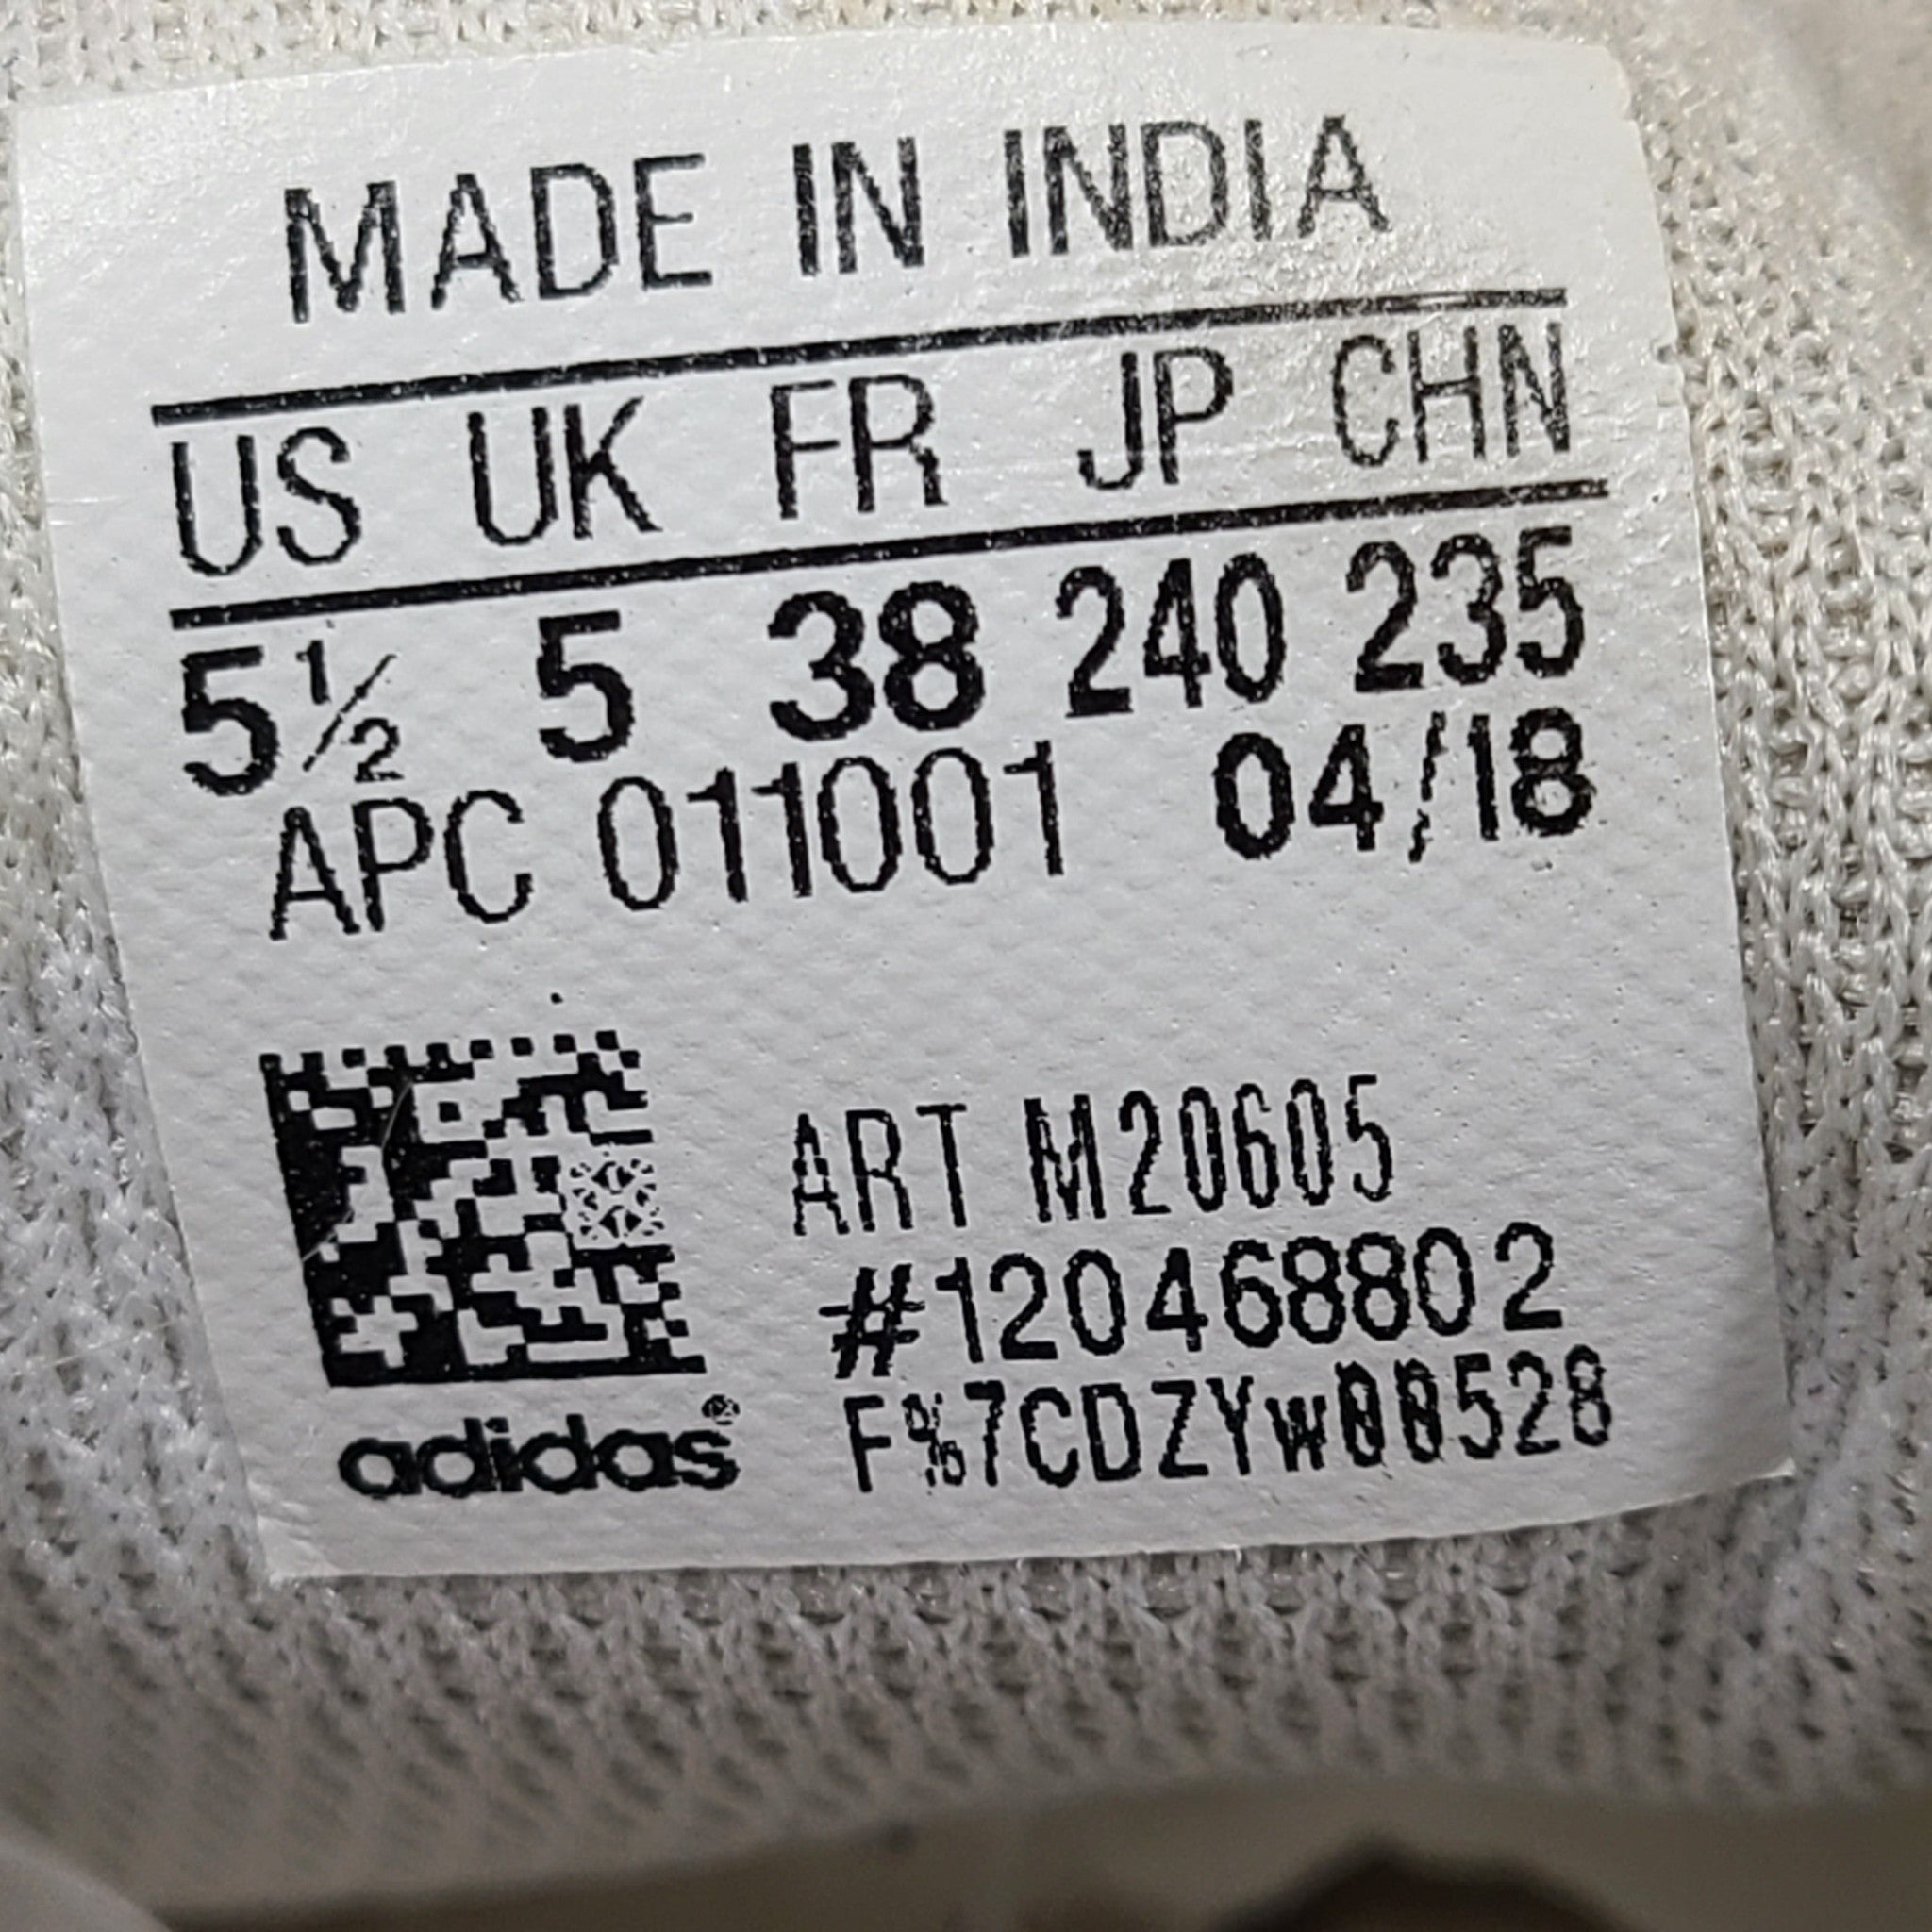 MADE IN INDIA
US UK FR JP CHN
5½ 5 38 240 235
APC 011001 04/18
ART M20605
#120468802
F%7CDZYw00528
adidas®